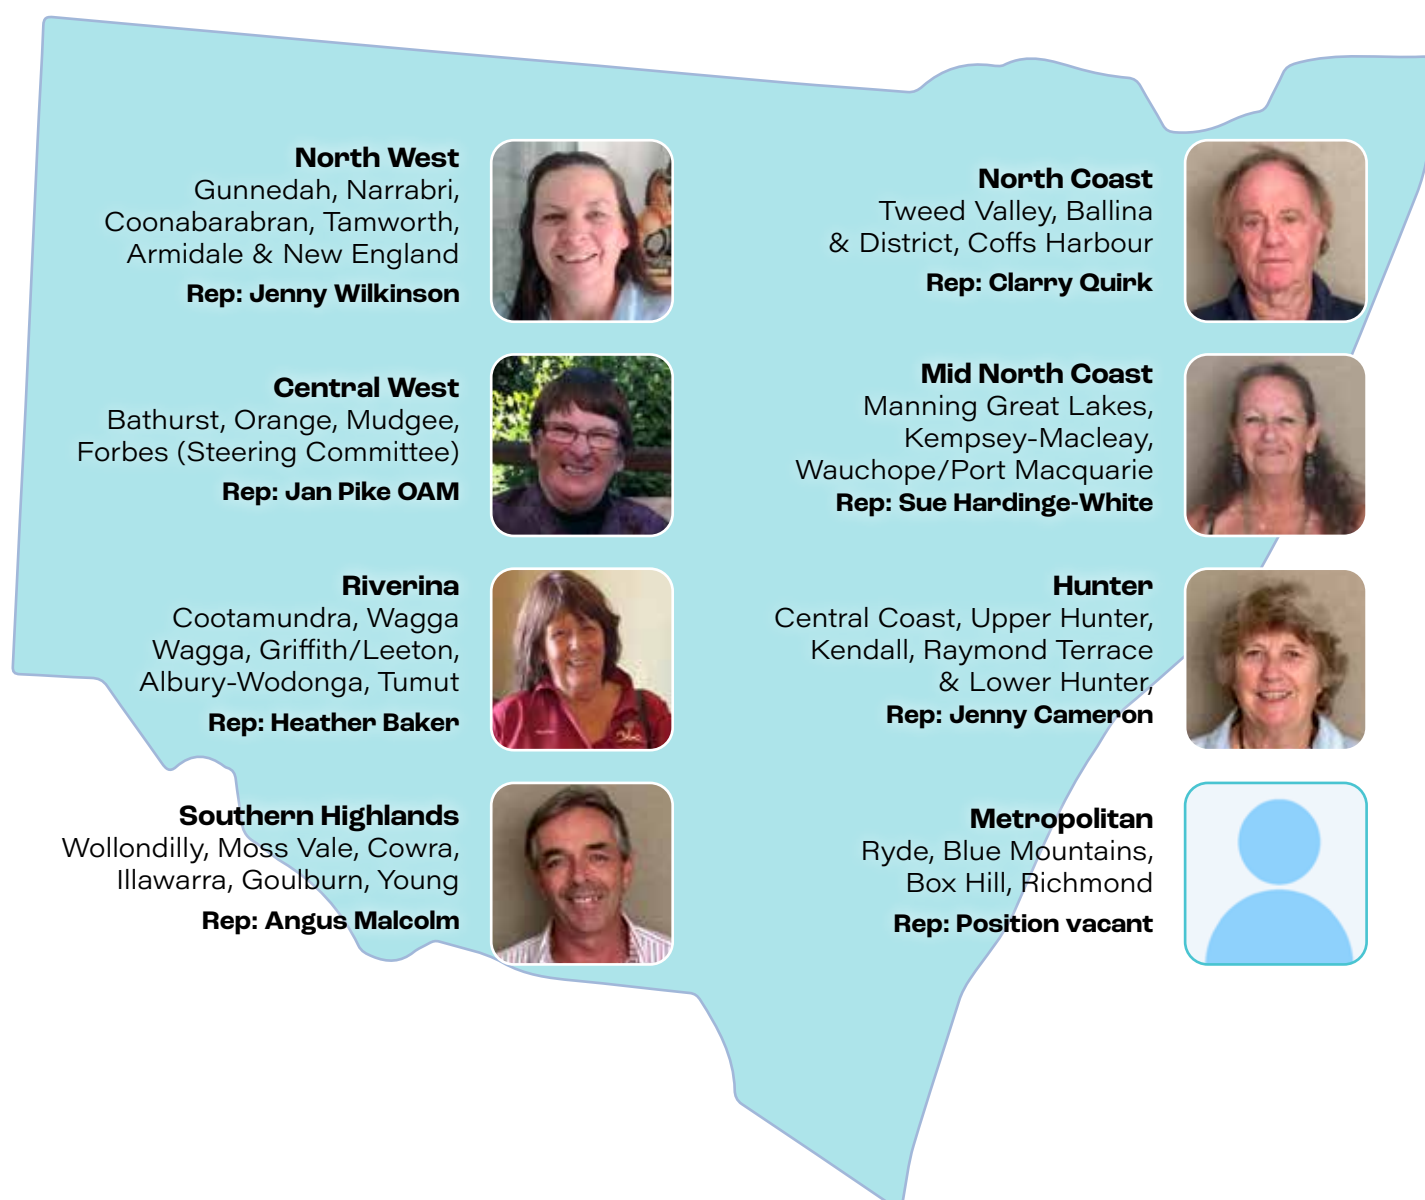 North West
Gunnedah, Narrabri,
Coonabarabran, Tamworth,
Armidale & New England
Rep: Jenny Wilkinson
Central West
Bathurst, Orange, Mudgee,
Forbes (Steering Committee)
Rep: Jan Pike OAM
Riverina
Cootamundra, Wagga
Wagga, Griffith/Leeton,
Albury-Wodonga, Tumut
Rep: Heather Baker
Southern Highlands
Wollondilly, Moss Vale, Cowra,
Illawarra, Goulburn, Young
Rep: Angus Malcolm
North Coast
Tweed Valley, Ballina
& District, Coffs Harbour
Rep: Clarry Quirk
Mid North Coast
Manning Great Lakes,
Kempsey-Macleay,
Wauchope/Port Macquarie
Rep: Sue Hardinge-White
Hunter
Central Coast, Upper Hunter,
Kendall, Raymond Terrace
& Lower Hunter,
Rep: Jenny Cameron
Metropolitan
Ryde, Blue Mountains,
Box Hill, Richmond
Rep: Position vacant